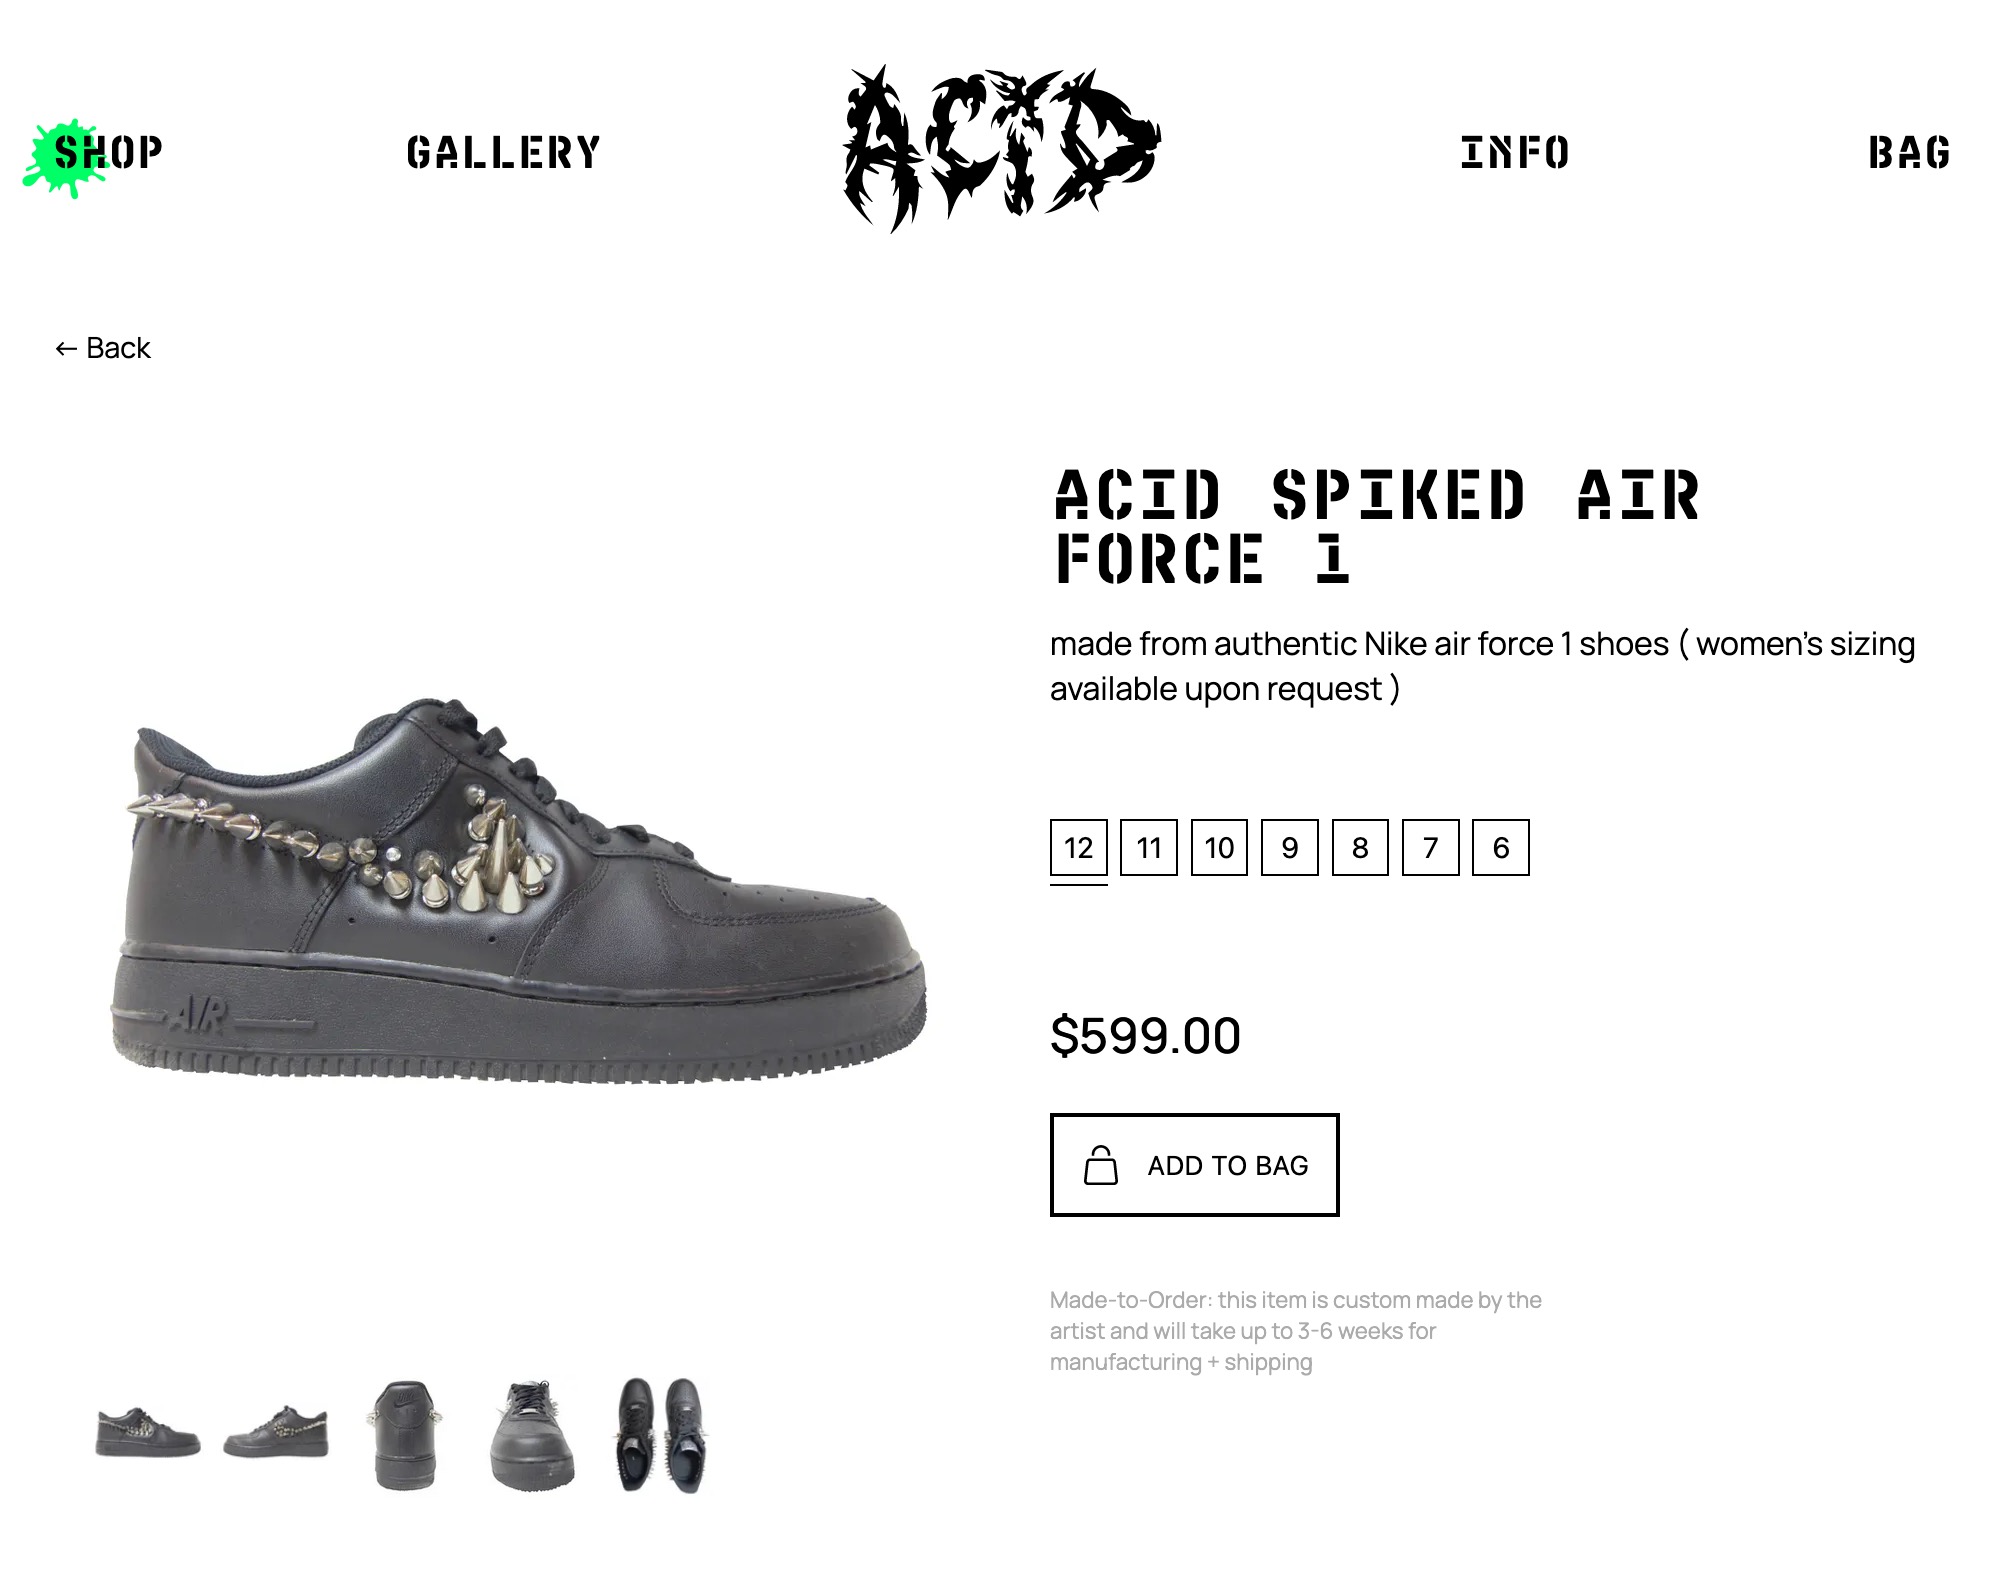 SHOP
GALLERY
ACID
INFO
BAG
← Back
ACID SPIKED AIR
FORCE 1
made from authentic Nike air force 1 shoes ( women's sizing
available upon request )
12 11 10 9 8 7 6
$599.00
ADD TO BAG
Made-to-Order: this item is custom made by the
artist and will take up to 3-6 weeks for
manufacturing + shipping
AIR